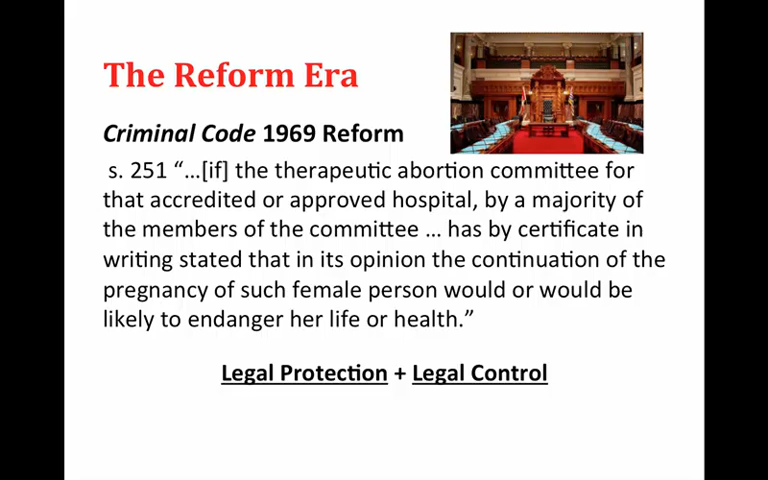 The Reform Era
Criminal Code 1969 Reform
s. 251 “...[if] the therapeutic abortion committee for
that accredited or approved hospital, by a majority of
the members of the committee ... has by certificate in
writing stated that in its opinion the continuation of the
pregnancy of such female person would or would be
likely to endanger her life or health.”
Legal Protection + Legal Control